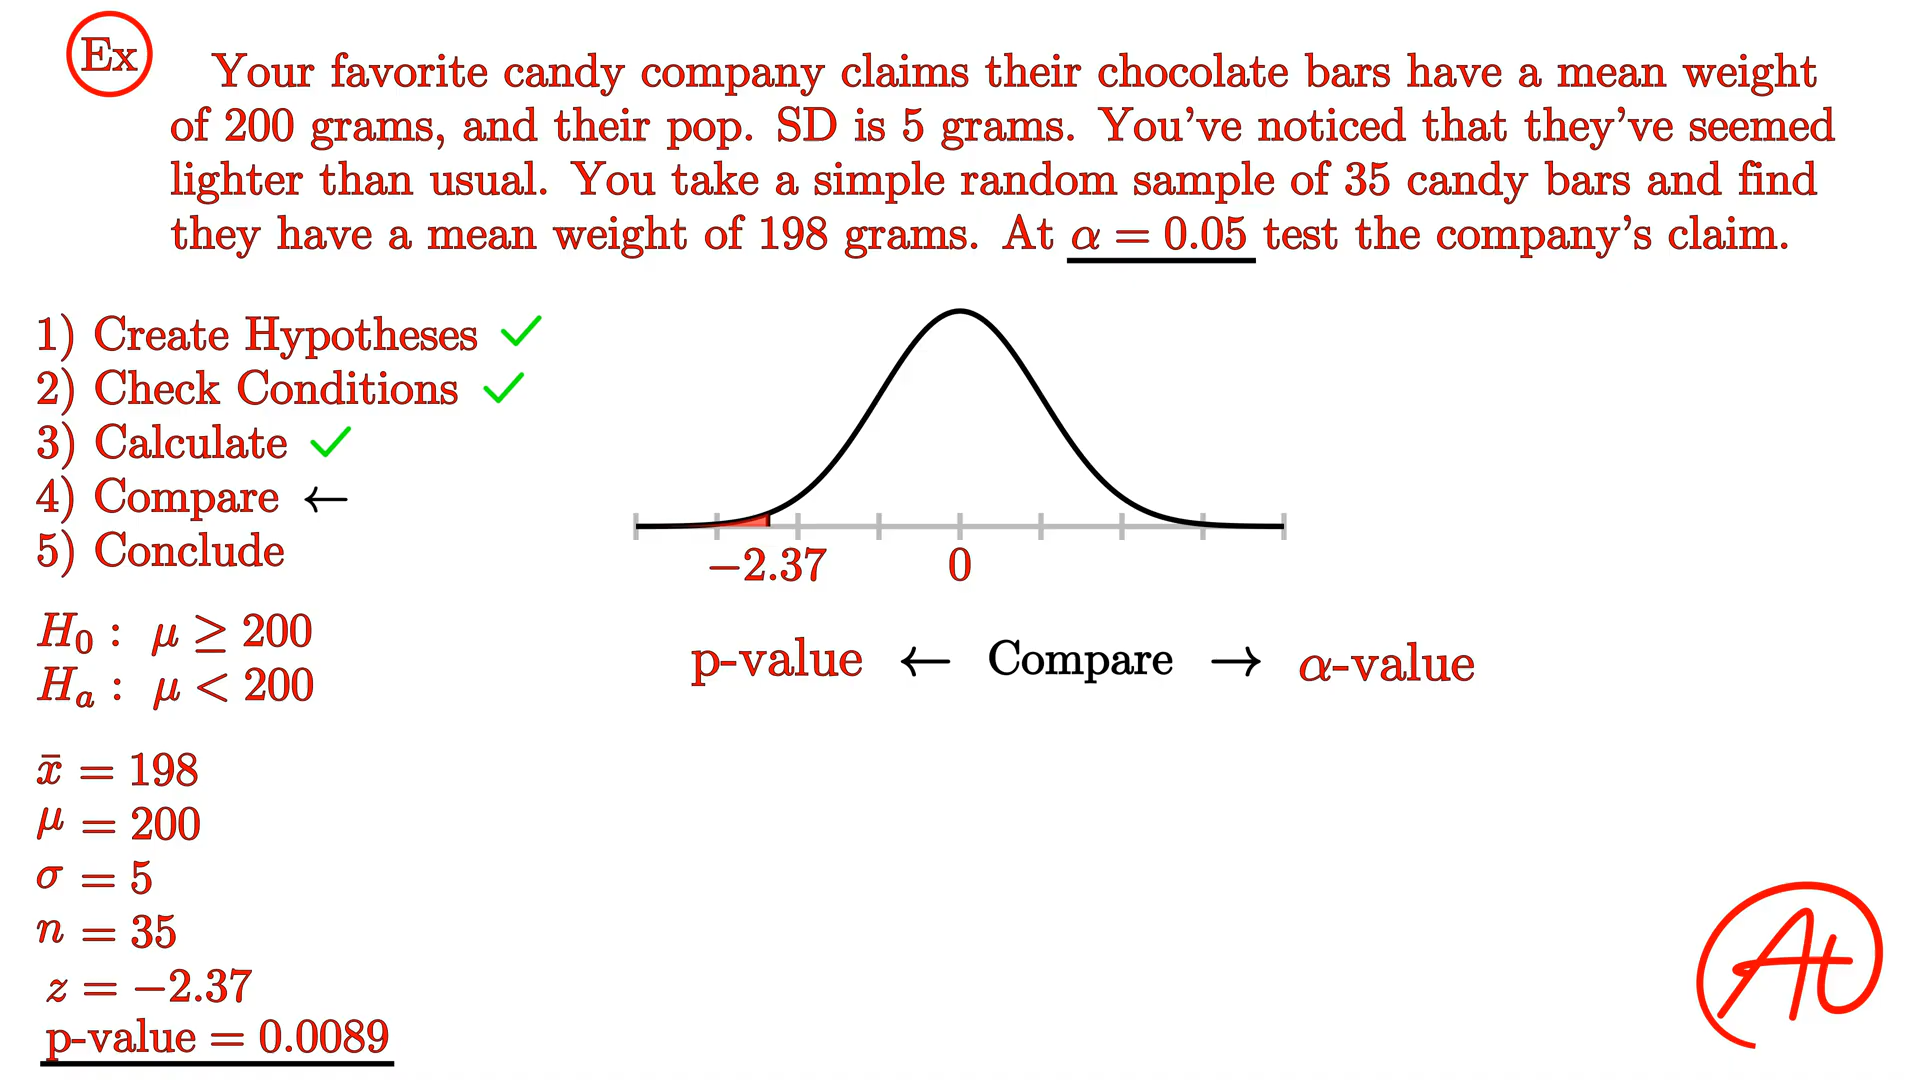 Ex
Your favorite candy company claims their chocolate bars have a mean weight
of 200 grams, and their pop. SD is 5 grams. You've noticed that they've seemed
lighter than usual. You take a simple random sample of 35 candy bars and find
they have a mean weight of 198 grams. At α = 0.05 test the company's claim.
1) Create Hypotheses ✓
2) Check Conditions ✓
3) Calculate ✓
4) Compare ←
5) Conclude
H₀ : μ ≥ 200
Hₐ : μ < 200
x̄ = 198
μ = 200
σ = 5
n = 35
z = −2.37
p-value = 0.0089
−2.37 0
p-value ← Compare → α-value
At